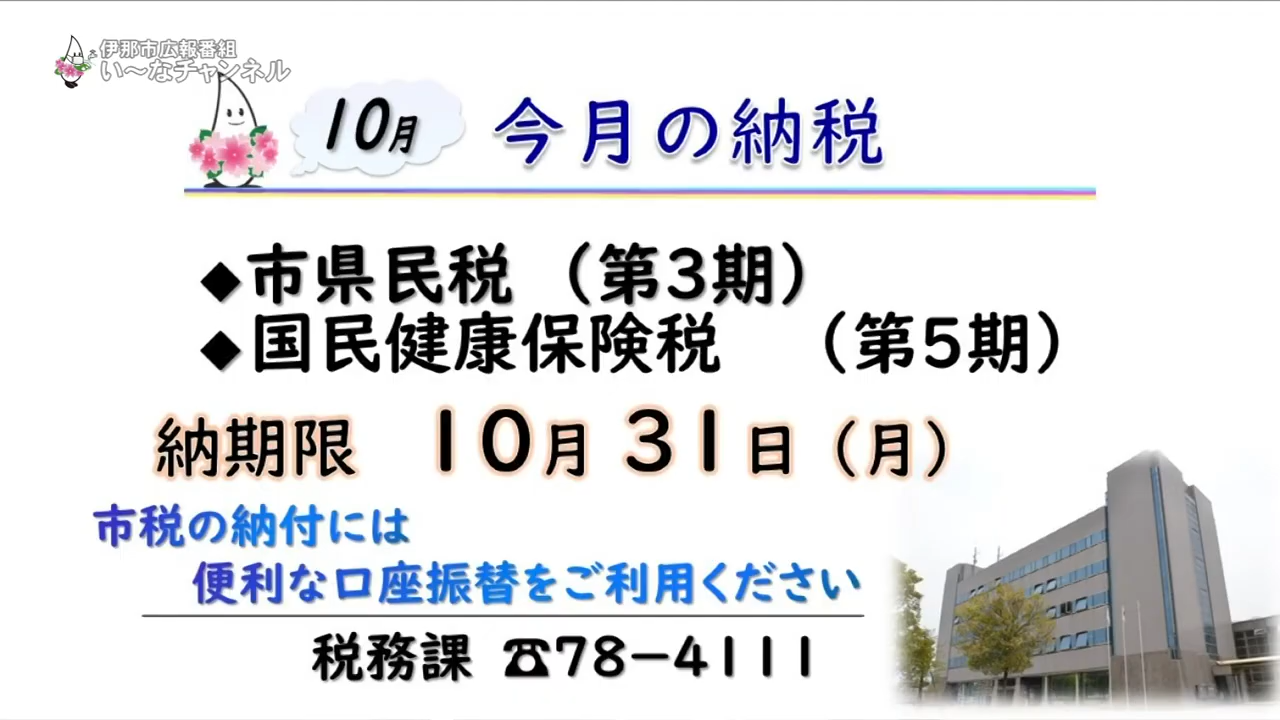 伊那市広報番組
い～なチャンネル
10月 今月の納税
◆市県民税 （第3期）
◆国民健康保険税 （第5期）
納期限 10月31日（月）
市税の納付には
便利な口座振替をご利用ください
税務課 ☎78－4111